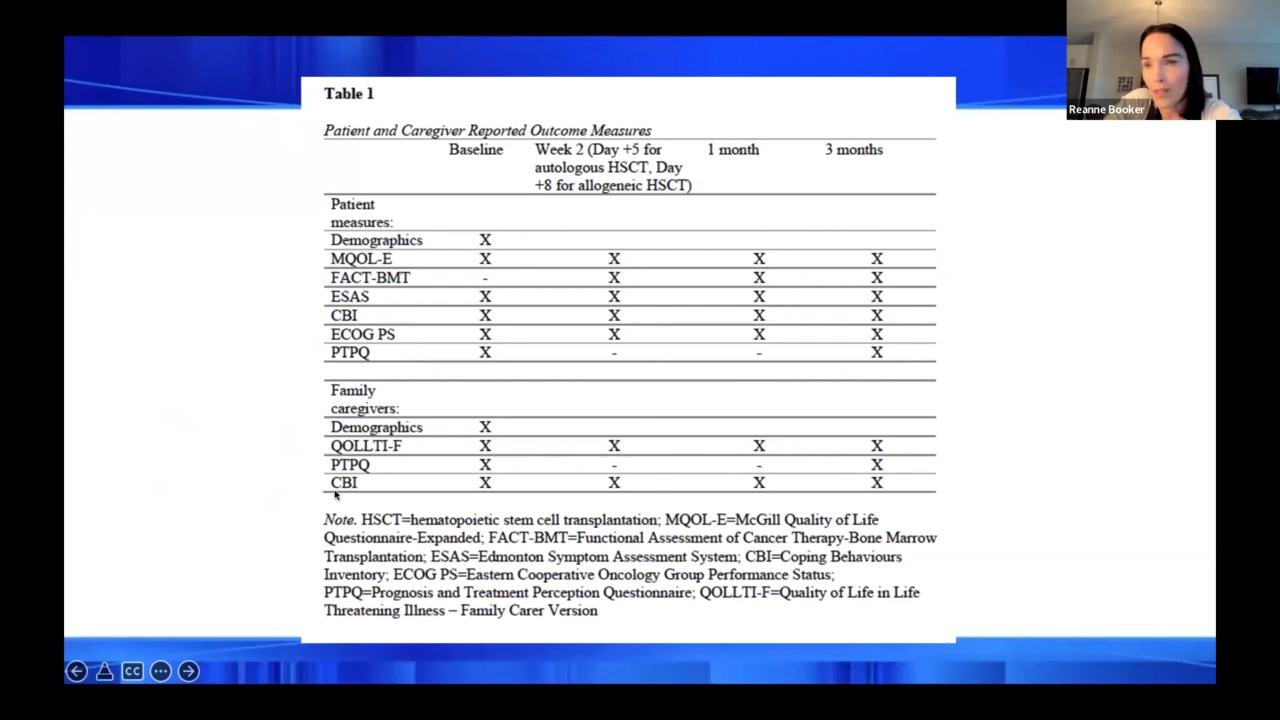 Reanne Booker
Table 1
Patient and Caregiver Reported Outcome Measures
Baseline Week 2 (Day +5 for autologous HSCT, Day +8 for allogeneic HSCT) 1 month 3 months
Patient measures:
Demographics X
MQOL-E X X X X
FACT-BMT - X X X
ESAS X X X X
CBI X X X X
ECOG PS X X X X
PTPQ X - - X
Family caregivers:
Demographics X
QOLLTI-F X X X X
PTPQ X - - X
CBI X X X X
Note. HSCT=hematopoietic stem cell transplantation; MQOL-E=McGill Quality of Life
Questionnaire-Expanded; FACT-BMT=Functional Assessment of Cancer Therapy-Bone Marrow
Transplantation; ESAS=Edmonton Symptom Assessment System; CBI=Coping Behaviours
Inventory; ECOG PS=Eastern Cooperative Oncology Group Performance Status;
PTPQ=Prognosis and Treatment Perception Questionnaire; QOLLTI-F=Quality of Life in Life
Threatening Illness – Family Carer Version
CC